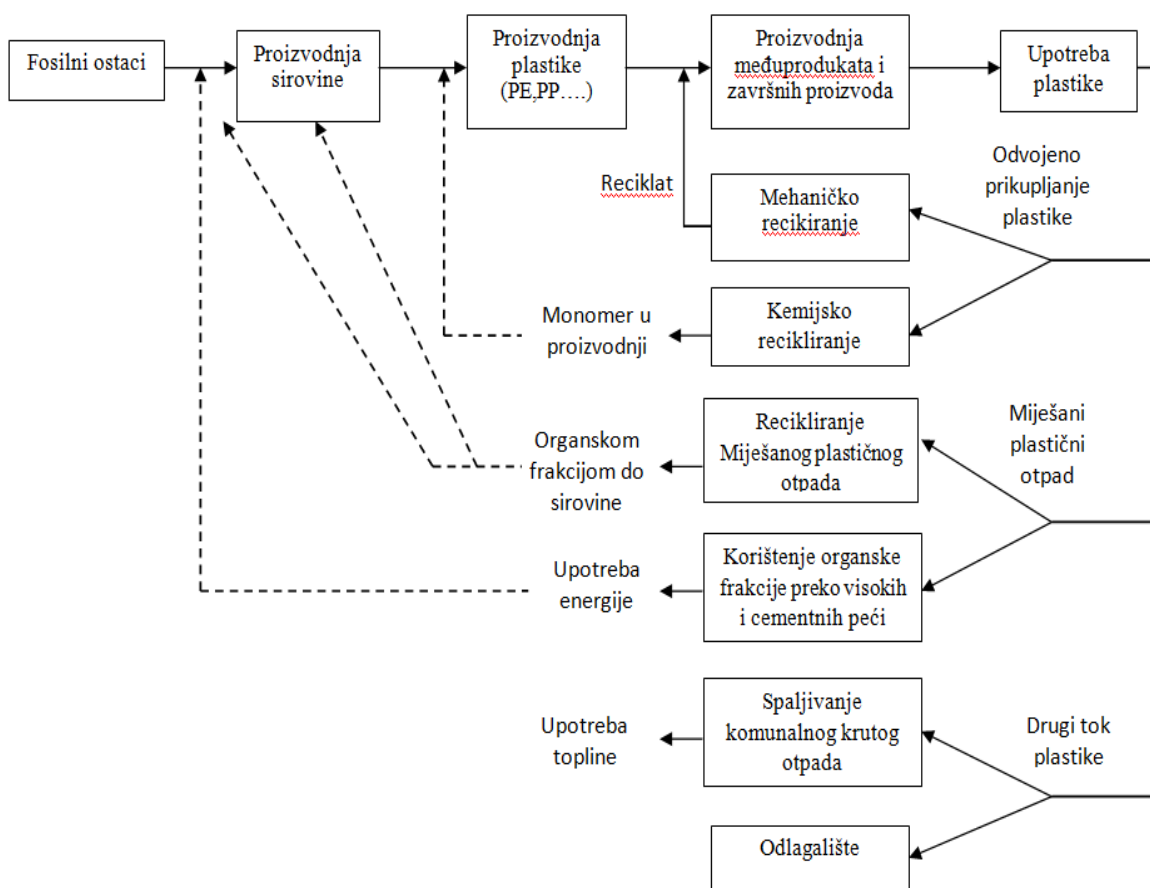 Fosilni ostaci
Proizvodnja
sirovine
Proizvodnja
plastike
(PE,PP....)
Proizvodnja
međuprodukata i
završnih proizvoda
Upotreba
plastike
Reciklat
Mehaničko
recikiranje
Odvojeno
prikupljanje
plastike
Monomer u
proizvodnji
Kemijsko
recikliranje
Organskom
frakcijom do
sirovine
Recikliranje
Miješanog plastičnog
otpada
Miješani
plastični
otpad
Upotreba
energije
Korištenje organske
frakcije preko visokih
i cementnih peći
Upotreba
topline
Spaljivanje
komunalnog krutog
otpada
Drugi tok
plastike
Odlagalište